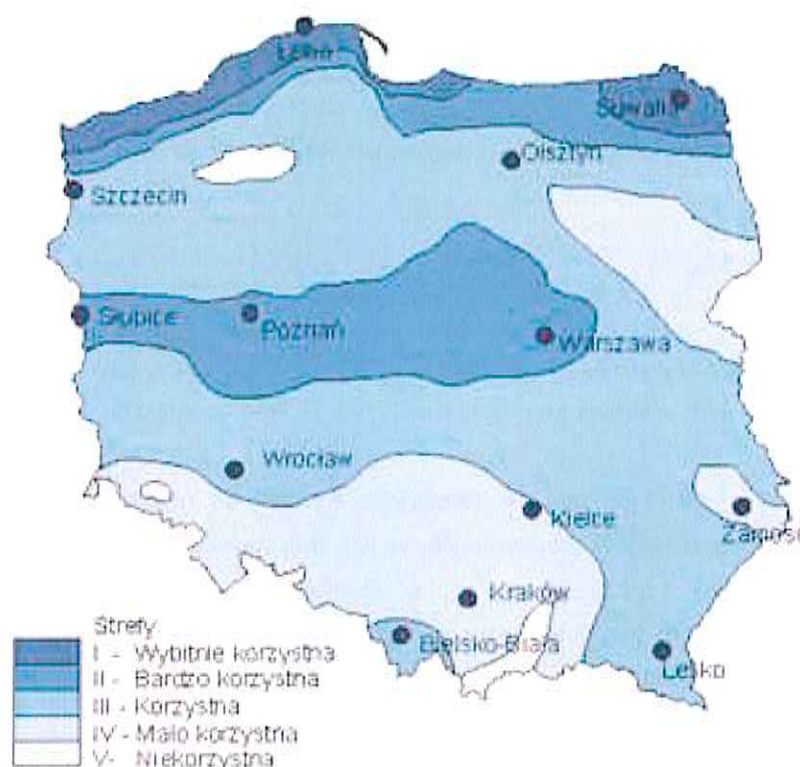 Łeba
Suwałki
Olsztyn
Szczecin
Słubice
Poznań
Warszawa
Wrocław
Kielce
Zamość
Kraków
Bielsko-Biała
Lesko
Strefy
I - Wybitnie korzystna
II - Bardzo korzystna
III - Korzystna
IV - Mało korzystna
V- Niekorzystna